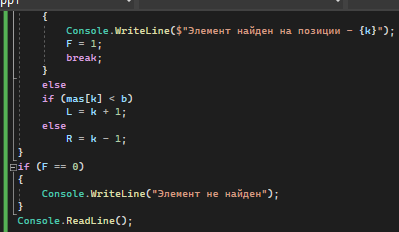 {
Console.WriteLine($"Элемент найден на позиции - {k}");
F = 1;
break;
}
else
if (mas[k] < b)
L = k + 1;
else
R = k - 1;
}
if (F == 0)
{
Console.WriteLine("Элемент не найден");
}
Console.ReadLine();